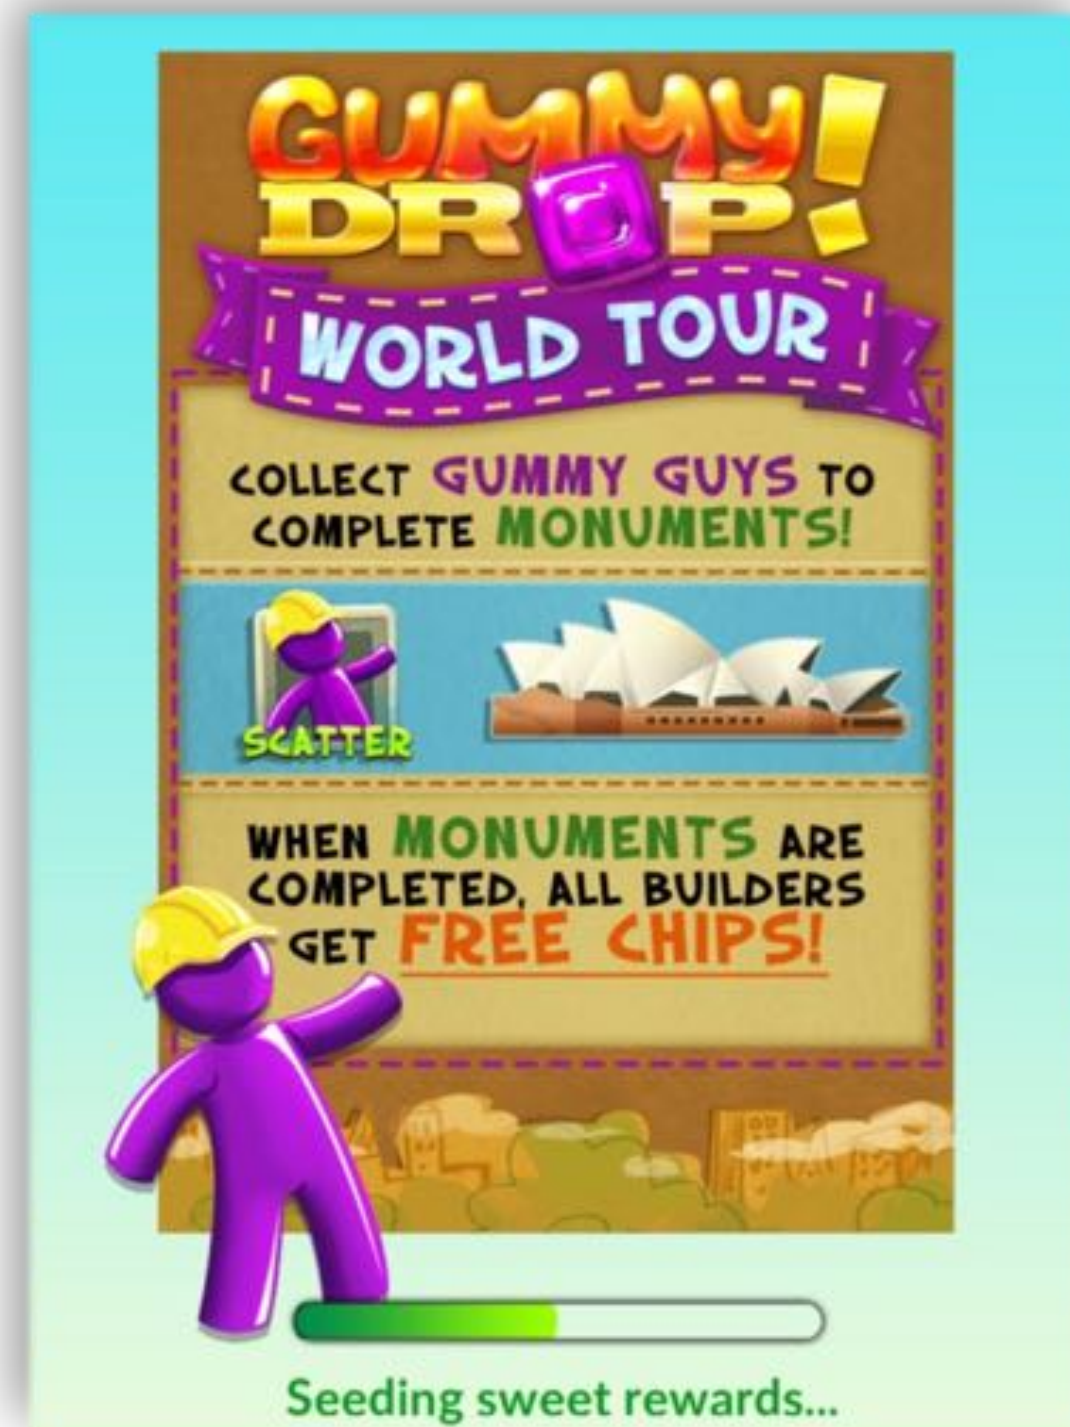 GUMMY!
DROP!
WORLD TOUR
COLLECT GUMMY GUYS TO
COMPLETE MONUMENTS!
SCATTER
WHEN MONUMENTS ARE
COMPLETED, ALL BUILDERS
GET FREE CHIPS!
Seeding sweet rewards...